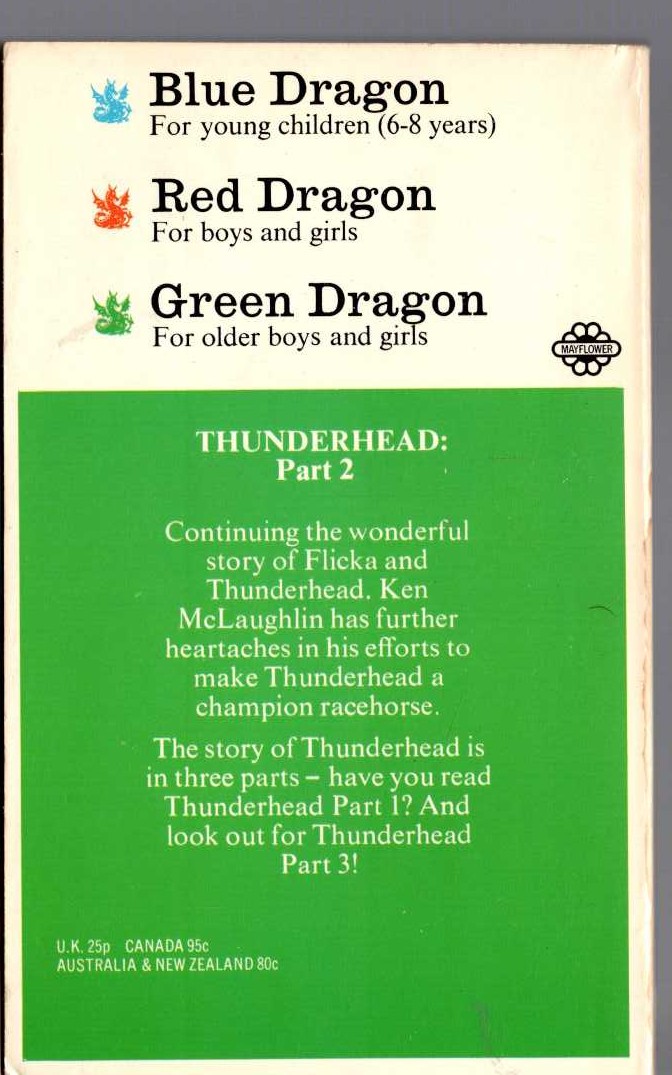 Blue Dragon
For young children (6-8 years)
Red Dragon
For boys and girls
Green Dragon
For older boys and girls
MAYFLOWER
THUNDERHEAD:
Part 2
Continuing the wonderful
story of Flicka and
Thunderhead. Ken
McLaughlin has further
heartaches in his efforts to
make Thunderhead a
champion racehorse.
The story of Thunderhead is
in three parts – have you read
Thunderhead Part 1? And
look out for Thunderhead
Part 3!
U.K. 25p CANADA 95c
AUSTRALIA & NEW ZEALAND 80c